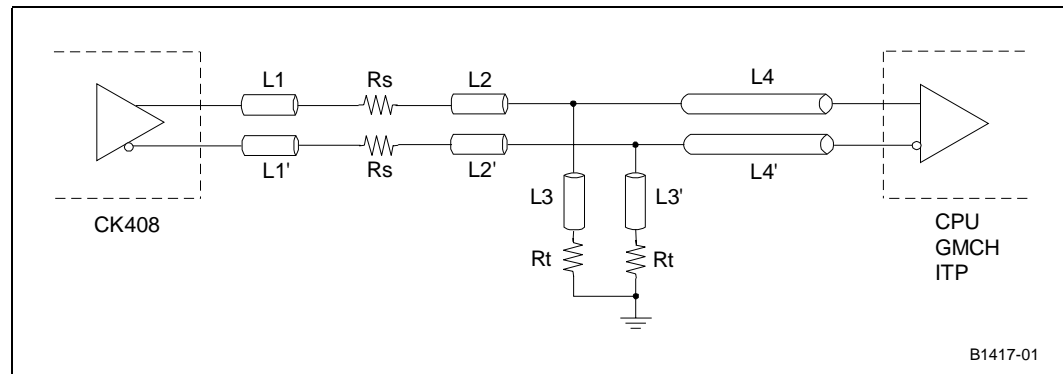 L1 Rs L2 L4
L1' Rs L2' L4'
L3 L3'
Rt Rt
CK408
CPU
GMCH
ITP
B1417-01